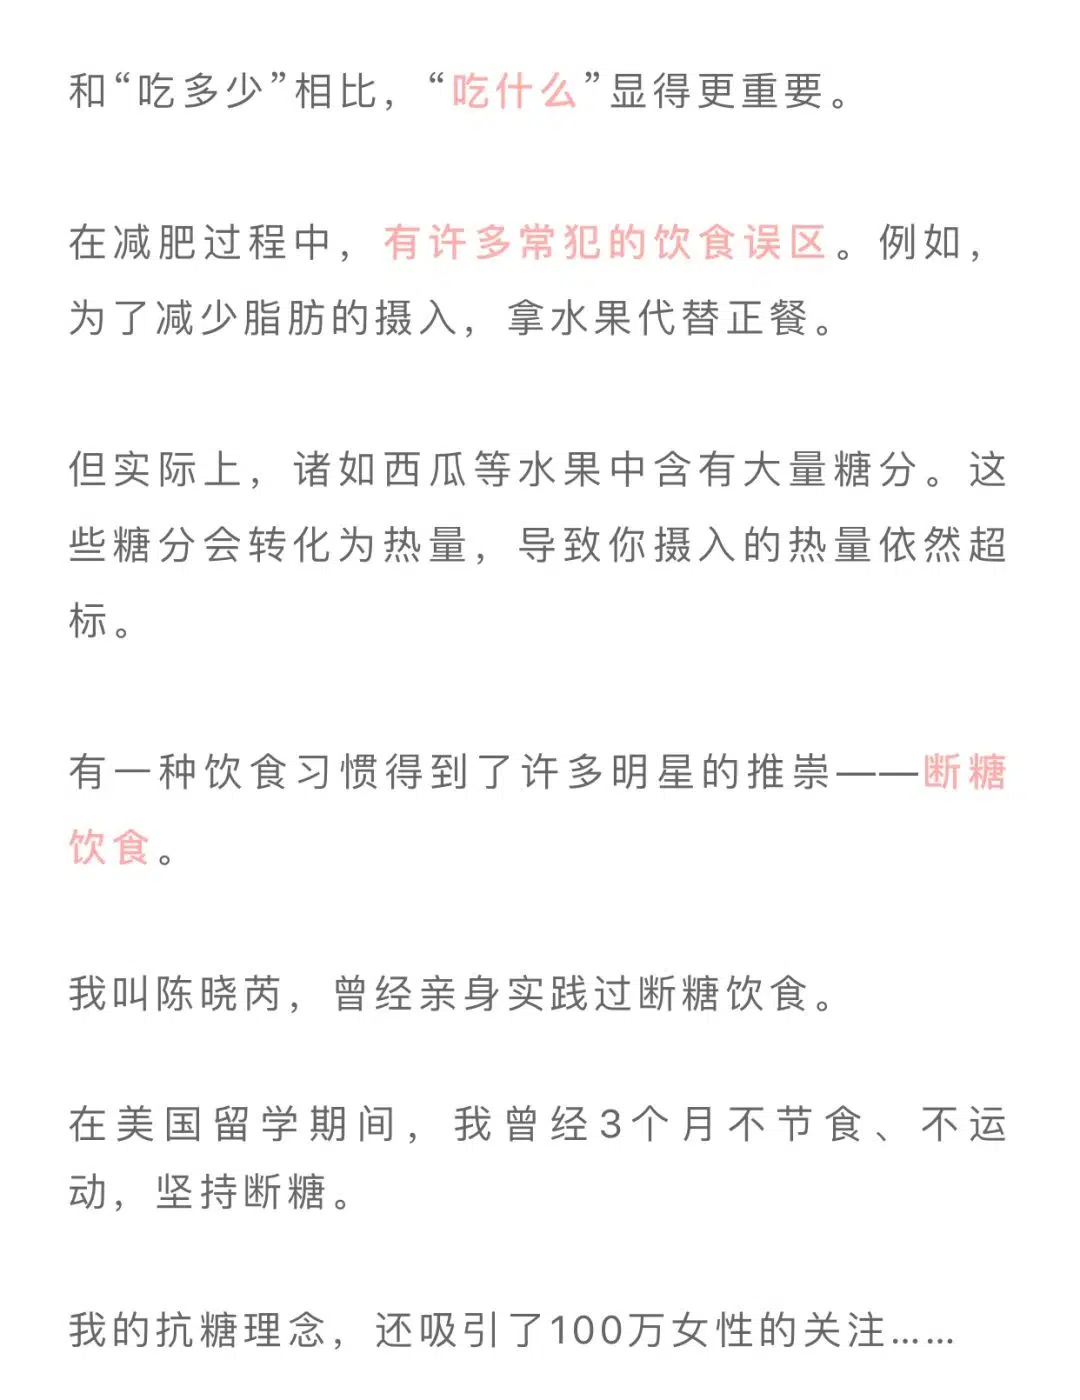 和“吃多少”相比，“吃什么”显得更重要。
在减肥过程中，有许多常犯的饮食误区。例如，
为了减少脂肪的摄入，拿水果代替正餐。
但实际上，诸如西瓜等水果中含有大量糖分。这
些糖分会转化为热量，导致你摄入的热量依然超
标。
有一种饮食习惯得到了许多明星的推崇——断糖
饮食。
我叫陈晓芮，曾经亲身实践过断糖饮食。
在美国留学期间，我曾经3个月不节食、不运
动，坚持断糖。
我的抗糖理念，还吸引了100万女性的关注……